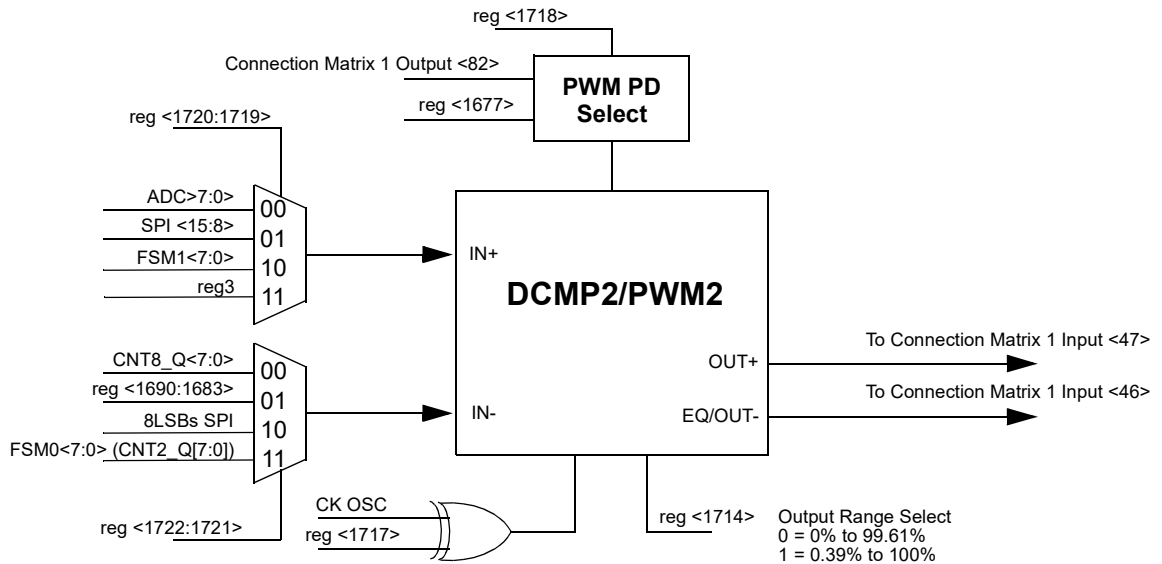 reg <1718>
Connection Matrix 1 Output <82>
PWM PD
Select
reg <1677>
reg <1720:1719>
ADC>7:0>
00
SPI <15:8>
01
FSM1<7:0>
10
reg3
11
IN+
DCMP2/PWM2
CNT8_Q<7:0>
00
reg <1690:1683>
01
8LSBs SPI
10
FSM0<7:0> (CNT2_Q[7:0])
11
IN-
OUT+
To Connection Matrix 1 Input <47>
EQ/OUT-
To Connection Matrix 1 Input <46>
reg <1722:1721>
CK OSC
reg <1717>
reg <1714>
Output Range Select
0 = 0% to 99.61%
1 = 0.39% to 100%